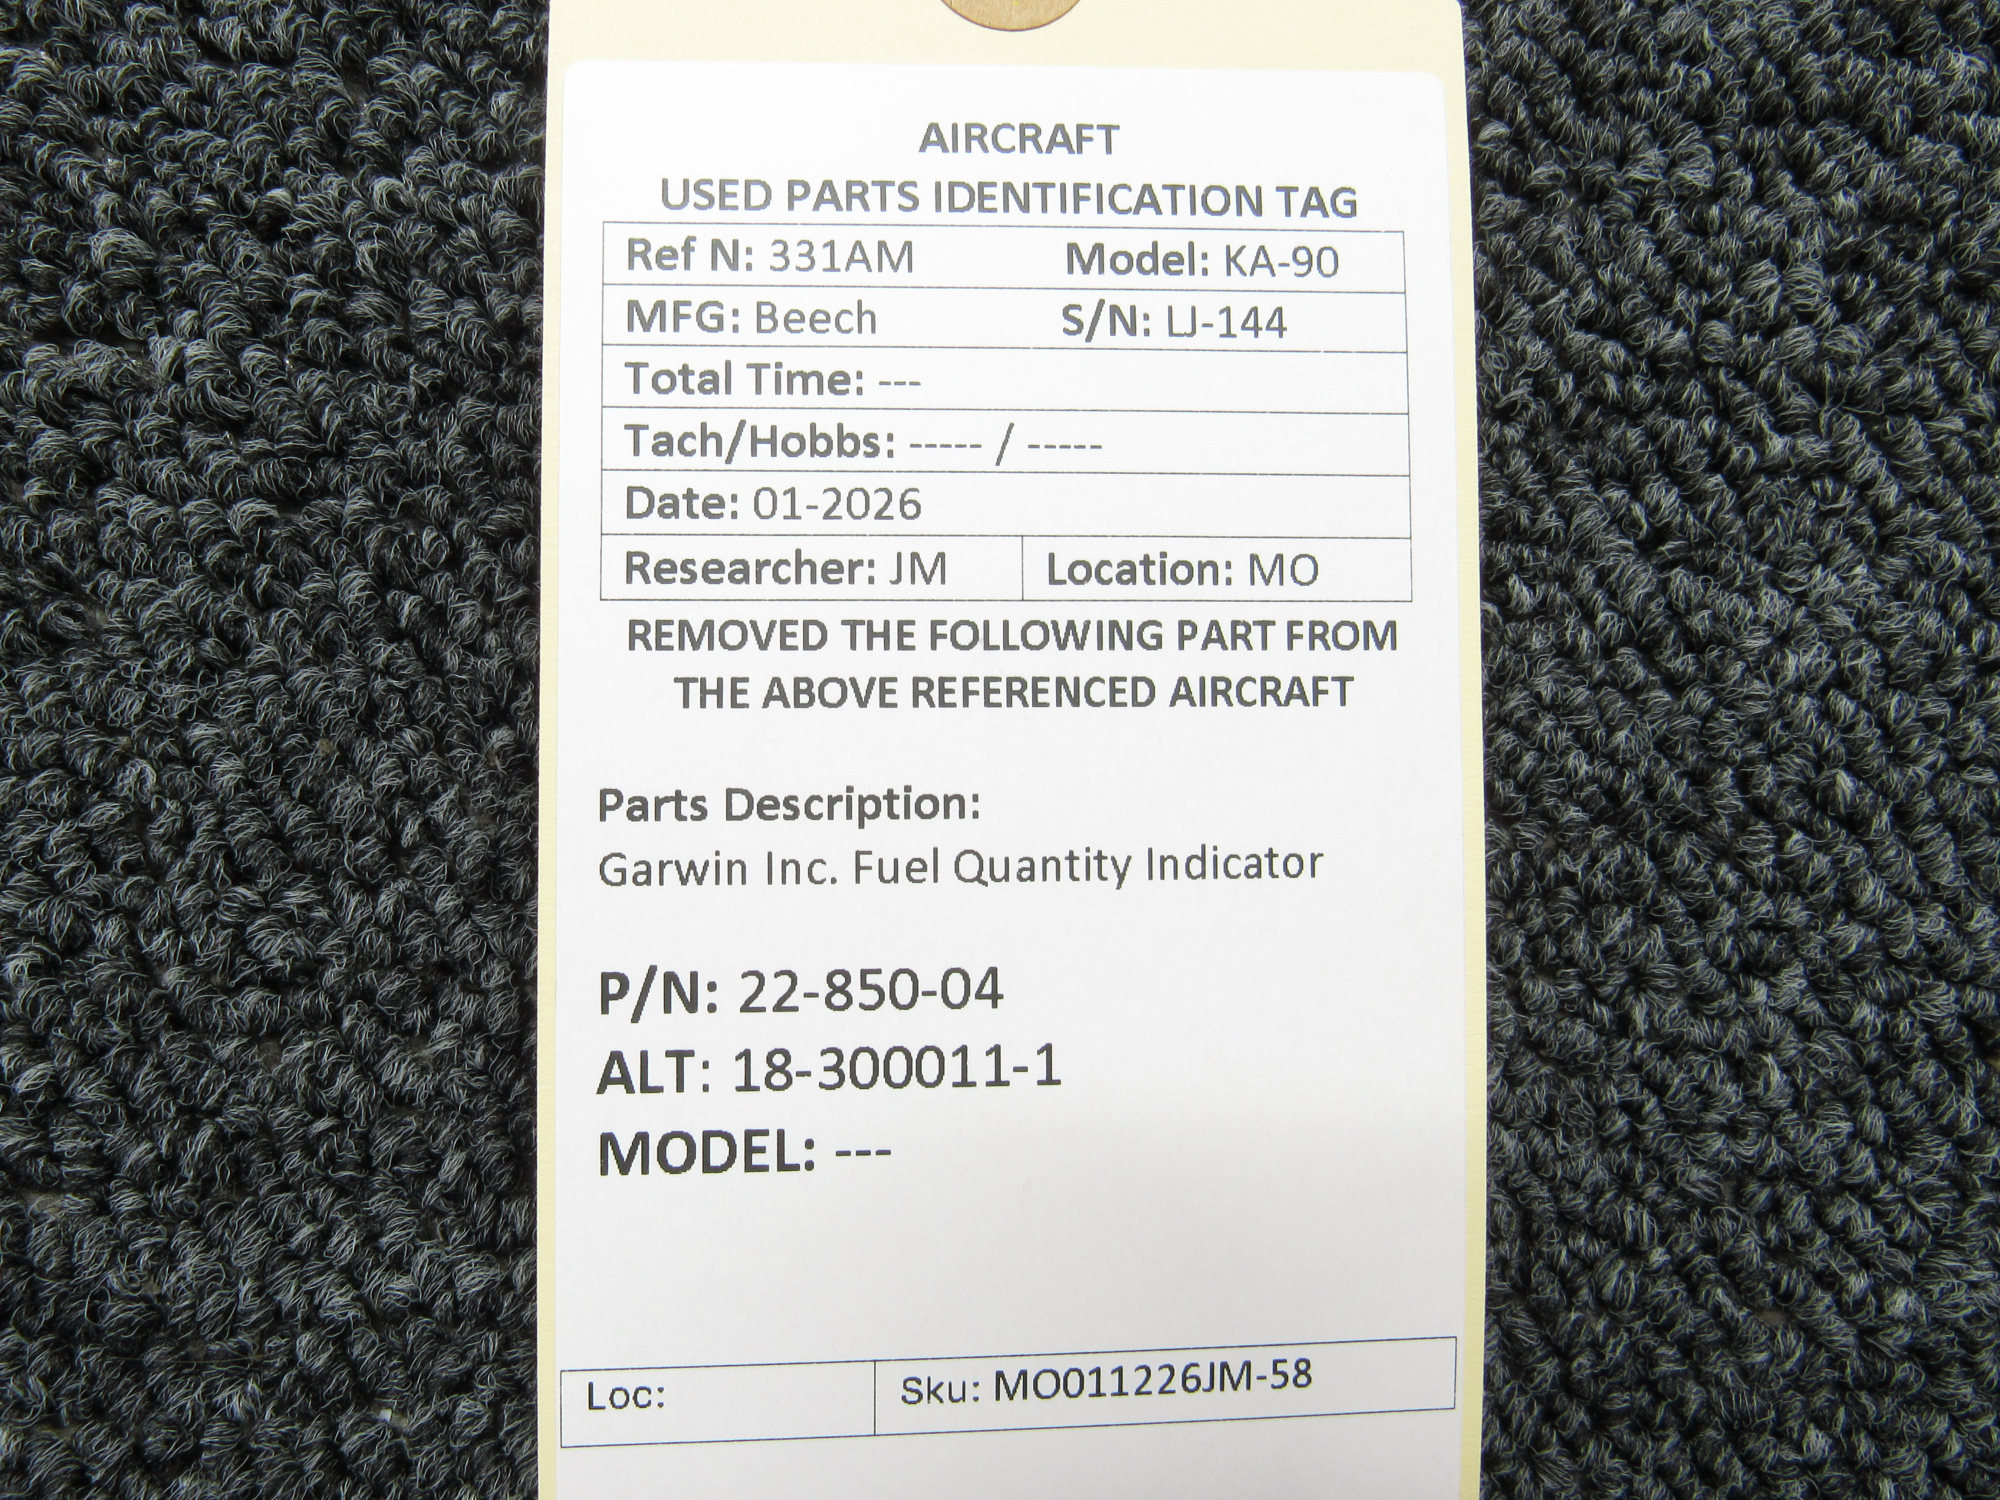 AIRCRAFT
USED PARTS IDENTIFICATION TAG
Ref N: 331AM Model: KA-90
MFG: Beech S/N: LJ-144
Total Time: ---
Tach/Hobbs: ----- / -----
Date: 01-2026
Researcher: JM Location: MO
REMOVED THE FOLLOWING PART FROM
THE ABOVE REFERENCED AIRCRAFT
Parts Description:
Garwin Inc. Fuel Quantity Indicator
P/N: 22-850-04
ALT: 18-300011-1
MODEL: ---
Loc: Sku: MO011226JM-58